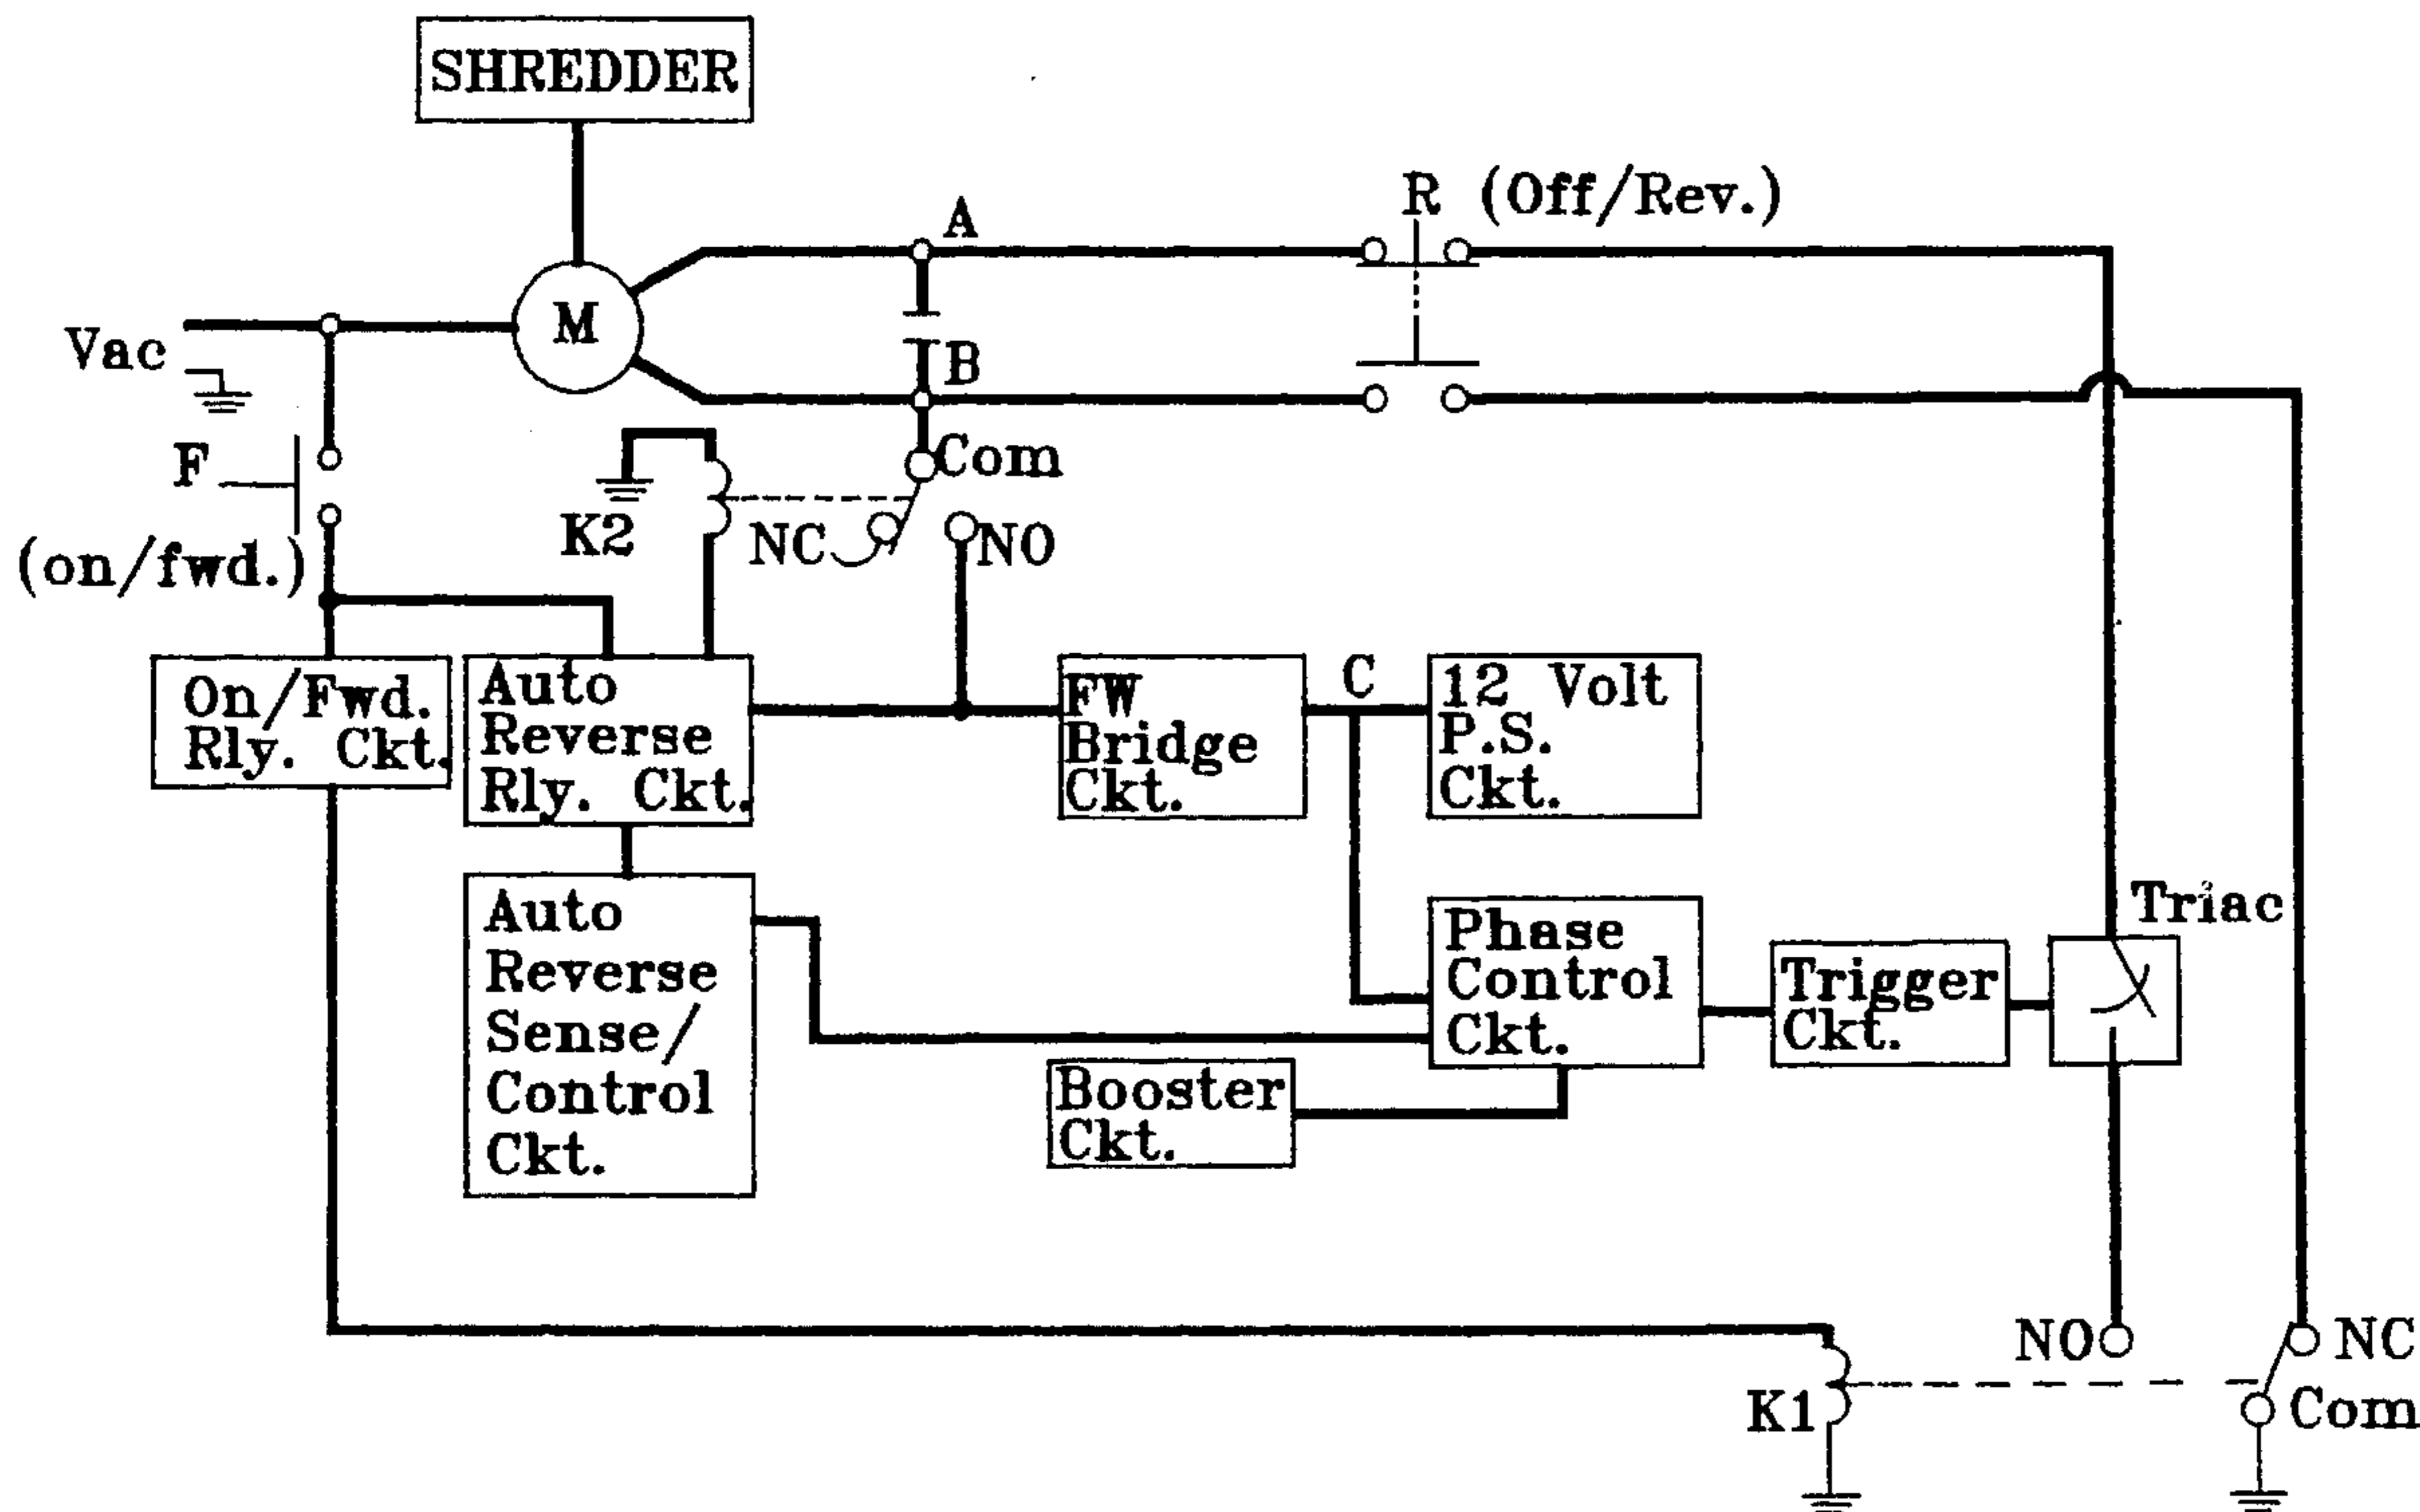 SHREDDER
R (Off/Rev.)
A
M
Vac
B
F
Com
K2
NC
NO
(on/fwd.)
On/Fwd.
Rly. Ckt.
Auto
Reverse
Rly. Ckt.
FW
Bridge
Ckt.
C
12 Volt
P.S.
Ckt.
Auto
Reverse
Sense/
Control
Ckt.
Phase
Control
Ckt.
Trigger
Ckt.
Triac
Booster
Ckt.
NO
NC
K1
Com